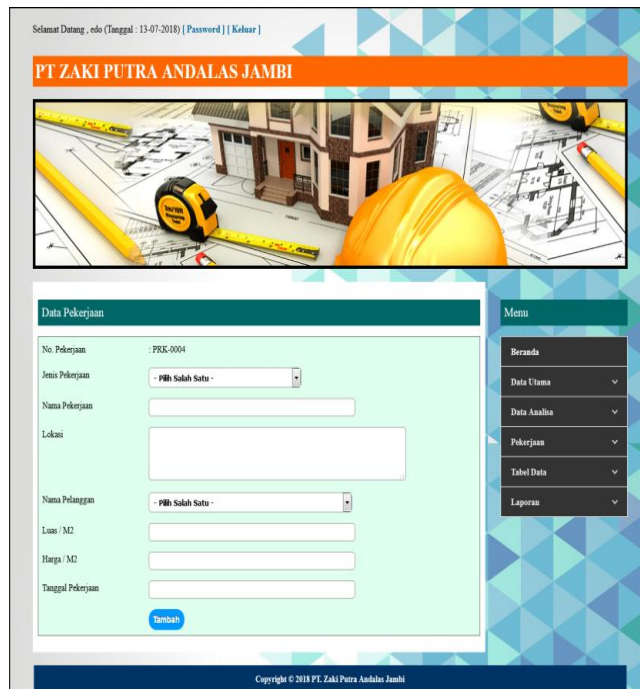 Selamat Datang , edo (Tanggal : 13-07-2018) [ Password ] [ Keluar ]
PT ZAKI PUTRA ANDALAS JAMBI
Data Pekerjaan
No. Pekerjaan : PRK-0004
Jenis Pekerjaan - Pilih Salah Satu -
Nama Pekerjaan
Lokasi
Nama Pelanggan - Pilih Salah Satu -
Luas / M2
Harga / M2
Tanggal Pekerjaan
Tambah
Menu
Beranda
Data Utama
Data Analisa
Pekerjaan
Tabel Data
Laporan
Copyright © 2018 PT. Zaki Putra Andalas Jambi